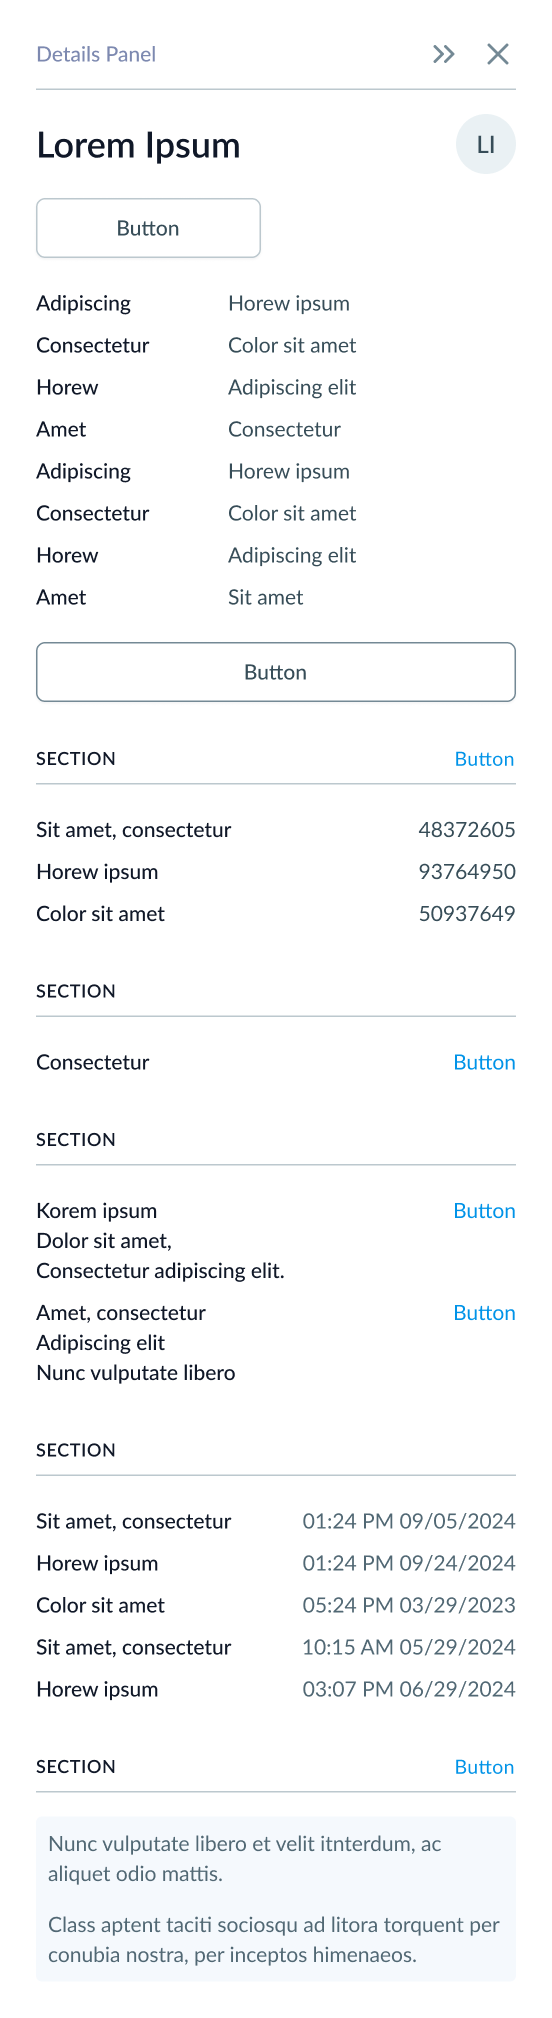 Details Panel
Lorem Ipsum LI
Button
Adipiscing Horew ipsum
Consectetur Color sit amet
Horew Adipiscing elit
Amet Consectetur
Adipiscing Horew ipsum
Consectetur Color sit amet
Horew Adipiscing elit
Amet Sit amet
Button
SECTION Button
Sit amet, consectetur 48372605
Horew ipsum 93764950
Color sit amet 50937649
SECTION
Consectetur Button
SECTION
Korem ipsum Button
Dolor sit amet,
Consectetur adipiscing elit.
Amet, consectetur Button
Adipiscing elit
Nunc vulputate libero
SECTION
Sit amet, consectetur 01:24 PM 09/05/2024
Horew ipsum 01:24 PM 09/24/2024
Color sit amet 05:24 PM 03/29/2023
Sit amet, consectetur 10:15 AM 05/29/2024
Horew ipsum 03:07 PM 06/29/2024
SECTION Button
Nunc vulputate libero et velit itnterdum, ac
aliquet odio mattis.
Class aptent taciti sociosqu ad litora torquent per
conubia nostra, per inceptos himenaeos.